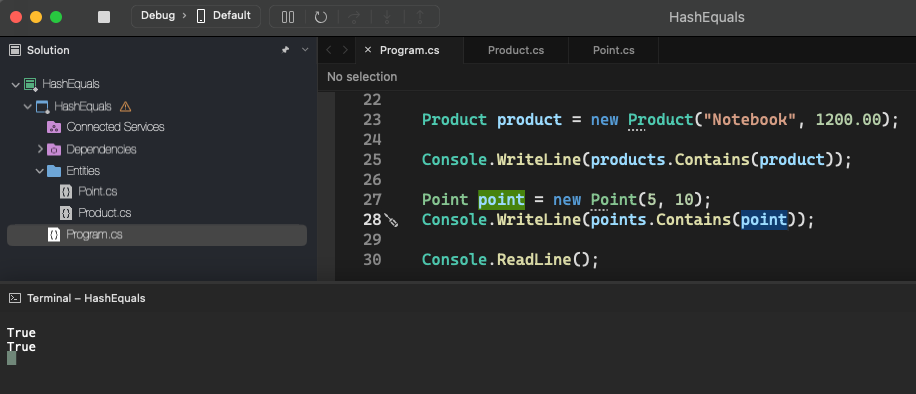 Debug › Default
HashEquals
Solution
Program.cs
Product.cs
Point.cs
No selection
HashEquals
HashEquals
Connected Services
Dependencies
Entities
Point.cs
Product.cs
Program.cs
22
23 Product product = new Product("Notebook", 1200.00);
24
25 Console.WriteLine(products.Contains(product));
26
27 Point point = new Point(5, 10);
28 Console.WriteLine(points.Contains(point));
29
30 Console.ReadLine();
Terminal – HashEquals
True
True